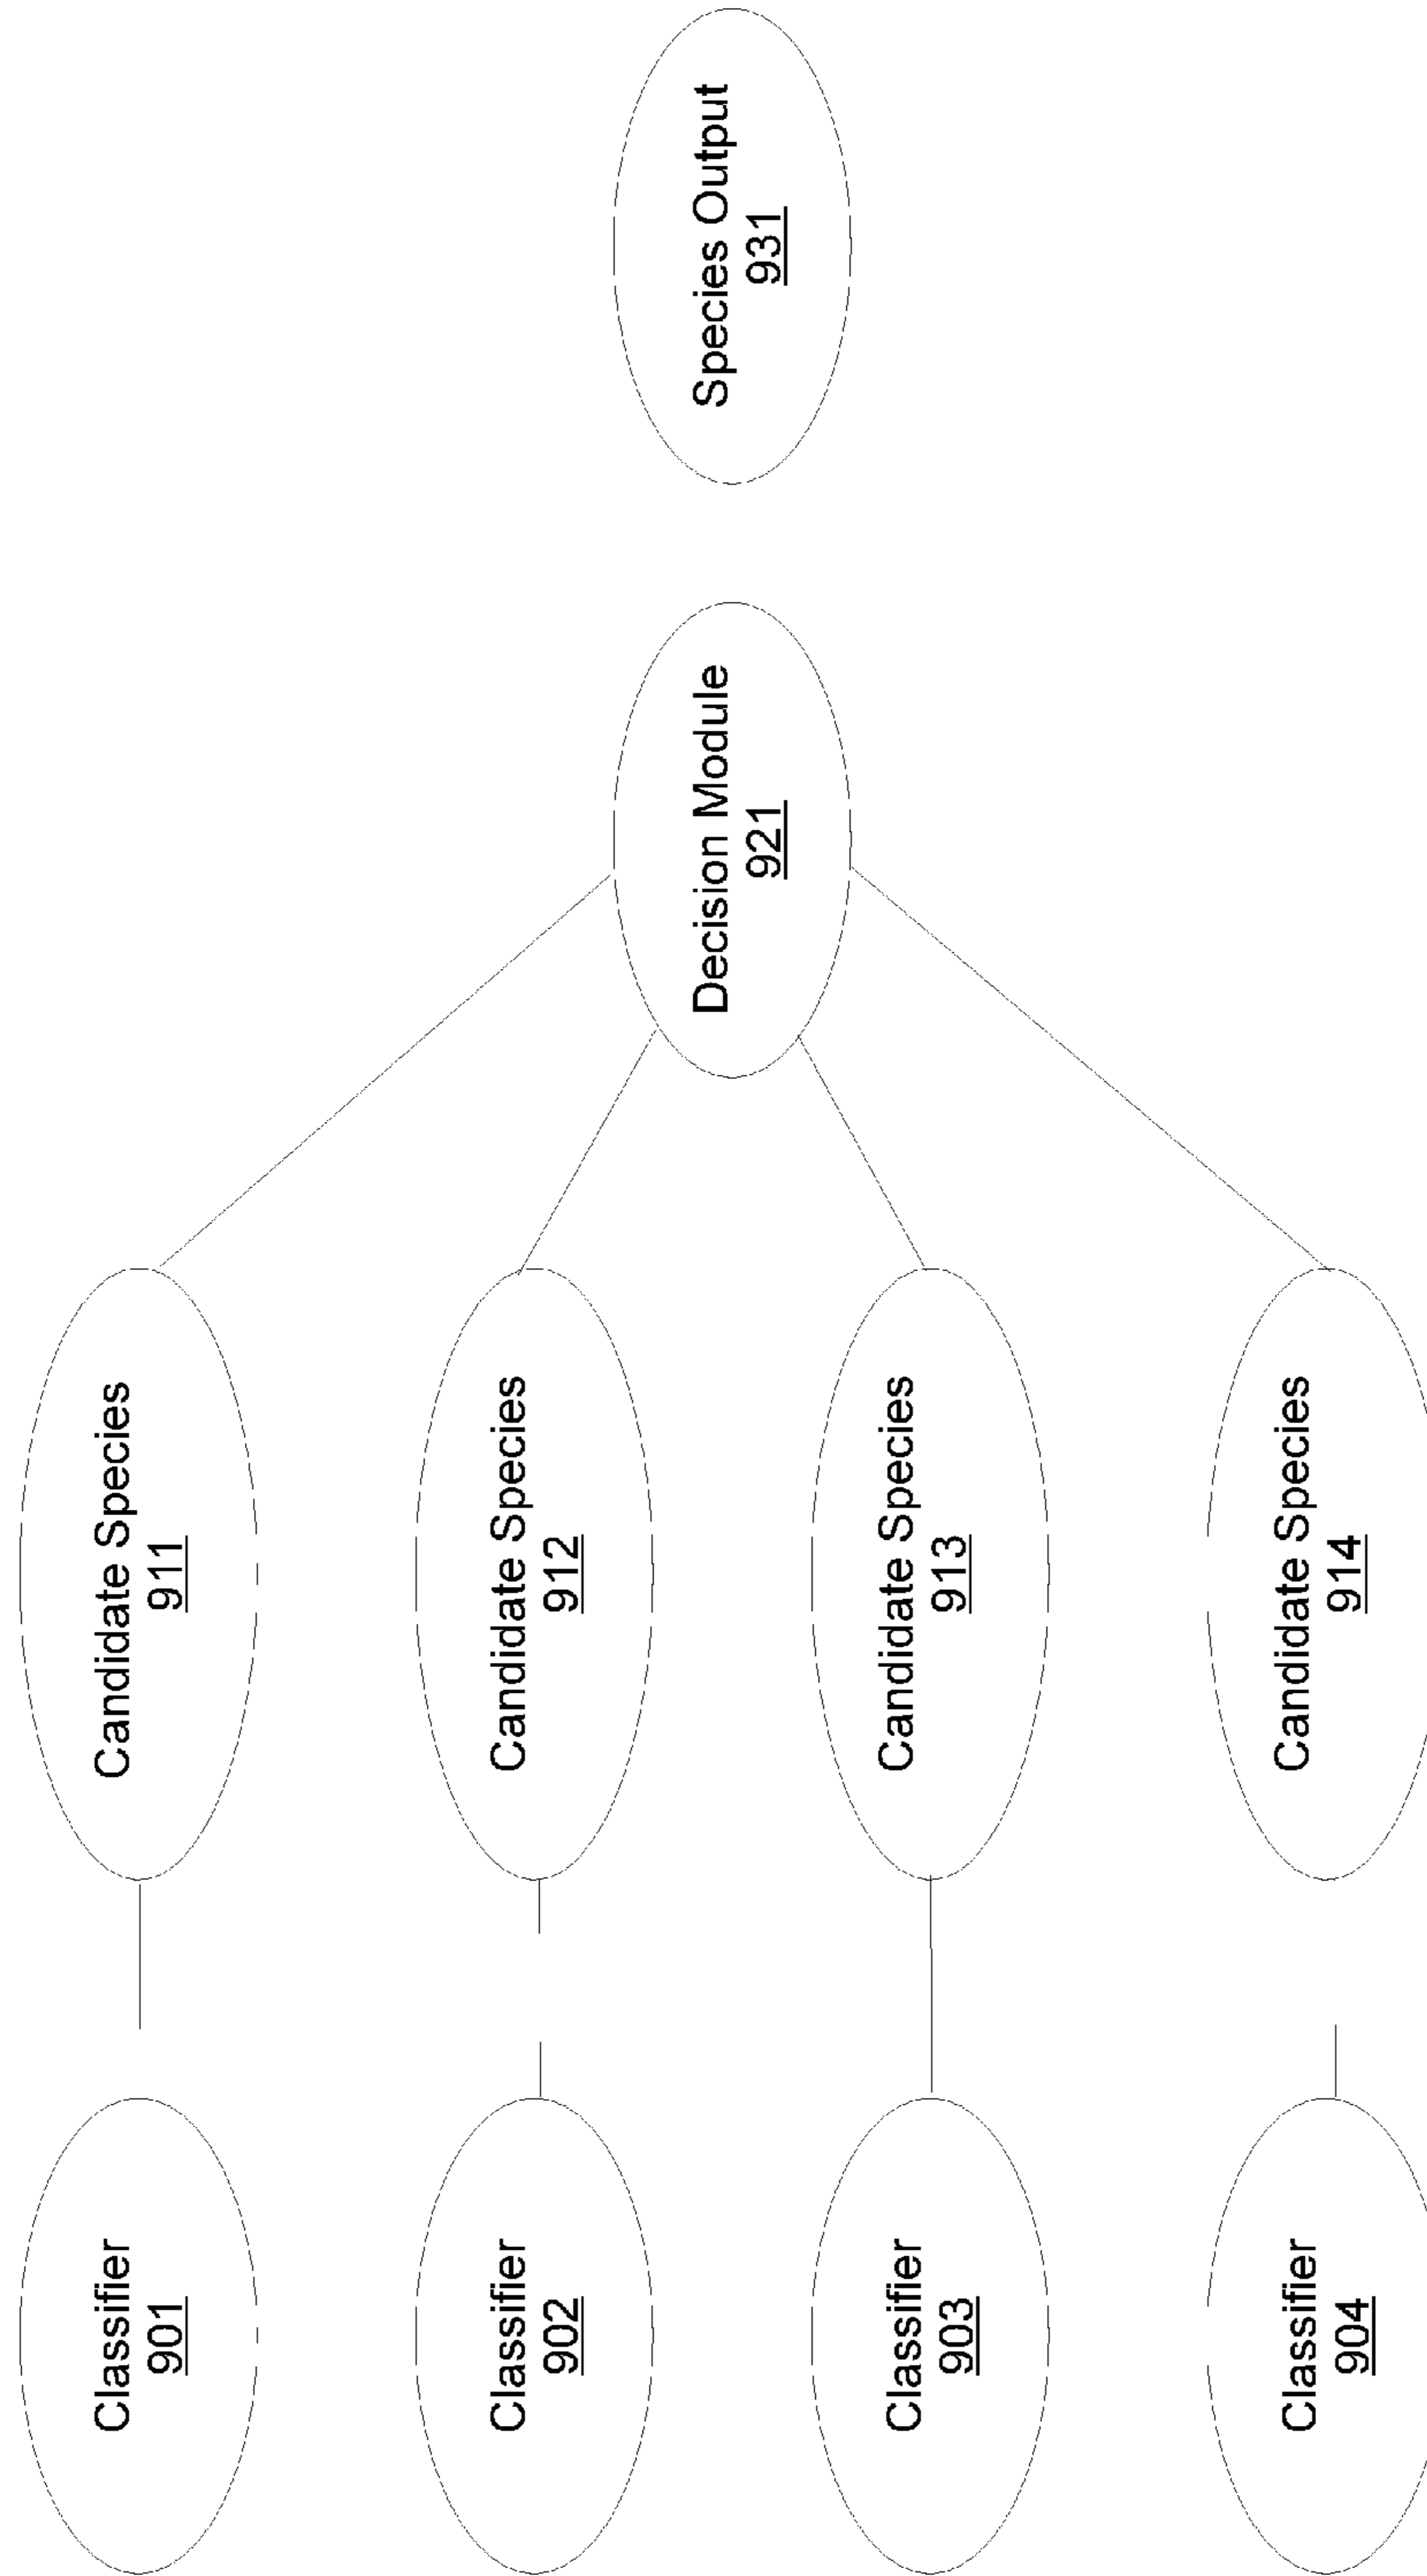 Classifier
901
Classifier
902
Classifier
903
Classifier
904
Candidate Species
911
Candidate Species
912
Candidate Species
913
Candidate Species
914
Decision Module
921
Species Output
931